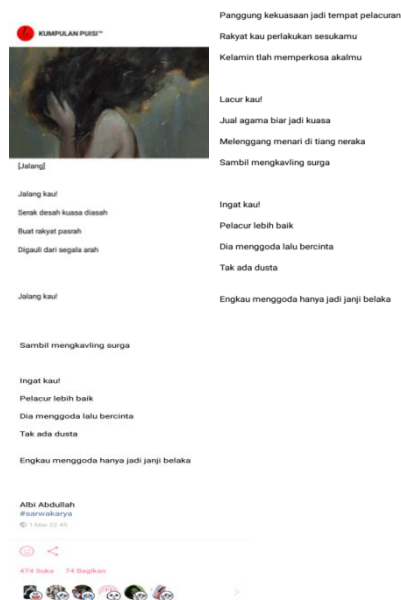 KUMPULAN PUISI™
[Jalang]
Jalang kau!
Serak desah kuasa diasah
Buat rakyat pasrah
Digauli dari segala arah
Jalang kau!
Panggung kekuasaan jadi tempat pelacuran
Rakyat kau perlakukan sesukamu
Kelamin tlah memperkosa akalmu
Lacur kau!
Jual agama biar jadi kuasa
Melenggang menari di tiang neraka
Sambil mengkavling surga
Ingat kau!
Pelacur lebih baik
Dia menggoda lalu bercinta
Tak ada dusta
Engkau menggoda hanya jadi janji belaka
Sambil mengkavling surga
Ingat kau!
Pelacur lebih baik
Dia menggoda lalu bercinta
Tak ada dusta
Engkau menggoda hanya jadi janji belaka
Albi Abdullah
#sarwakarya
1 Mar 22.49
474 Suka 74 Bagikan